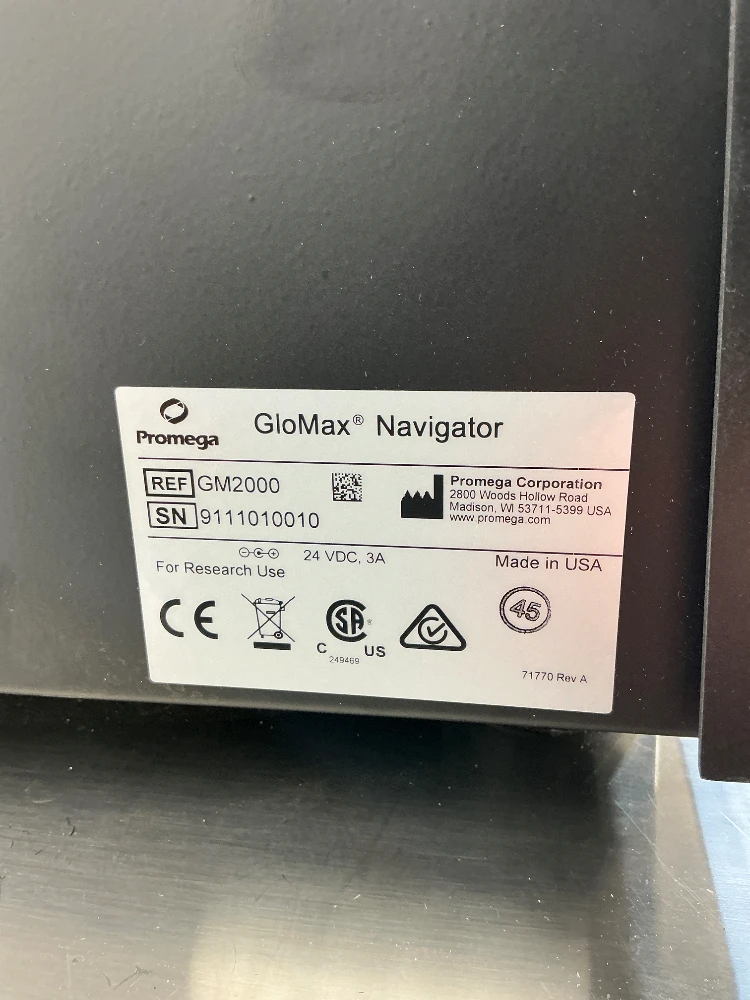 Promega
GloMax® Navigator
REF GM2000
SN 9111010010
Promega Corporation
2800 Woods Hollow Road
Madison, WI 53711-5399 USA
www.promega.com
24 VDC, 3A
For Research Use
Made in USA
CE
SA ®
C US
249469
45
71770 Rev A